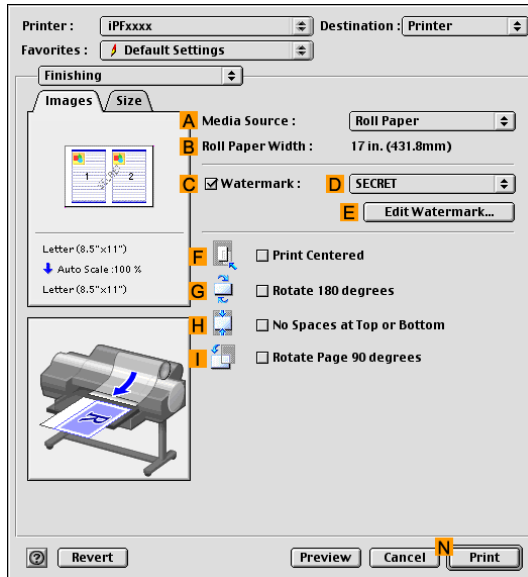 Printer : iPFxxxx Destination : Printer
Favorites : Default Settings
Finishing
Images Size
A Media Source : Roll Paper
B Roll Paper Width : 17 in. (431.8mm)
1 2
SECRET
C Watermark : D SECRET
E Edit Watermark...
Letter (8.5"x11")
Auto Scale :100 %
Letter (8.5"x11")
F Print Centered
G Rotate 180 degrees
H No Spaces at Top or Bottom
I Rotate Page 90 degrees
R
? Revert Preview Cancel N Print